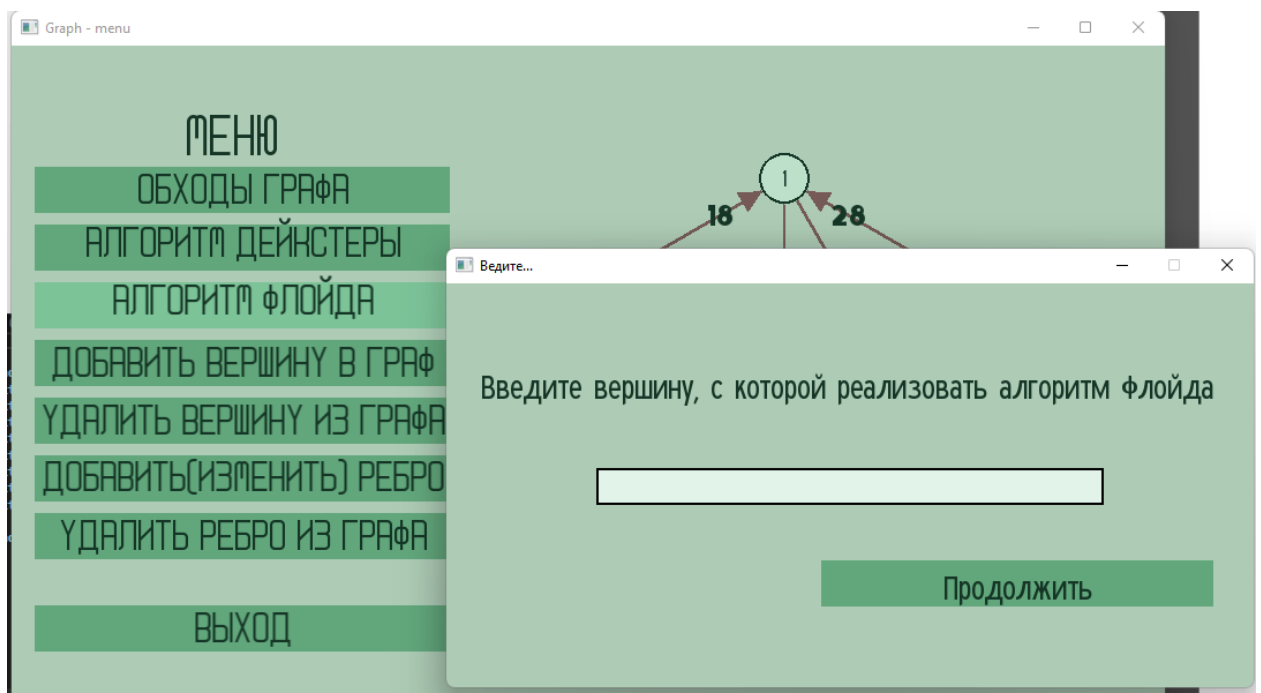 Graph - menu
МЕНЮ
ОБХОДЫ ГРАФА
АЛГОРИТМ ДЕЙКСТЕРЫ
АЛГОРИТМ ФЛОЙДА
ДОБАВИТЬ ВЕРШИНУ В ГРАФ
УДАЛИТЬ ВЕРШИНУ ИЗ ГРАФА
ДОБАВИТЬ(ИЗМЕНИТЬ) РЕБРО
УДАЛИТЬ РЕБРО ИЗ ГРАФА
ВЫХОД
1
18
28
Ведите...
Введите вершину, с которой реализовать алгоритм Флойда
Продолжить